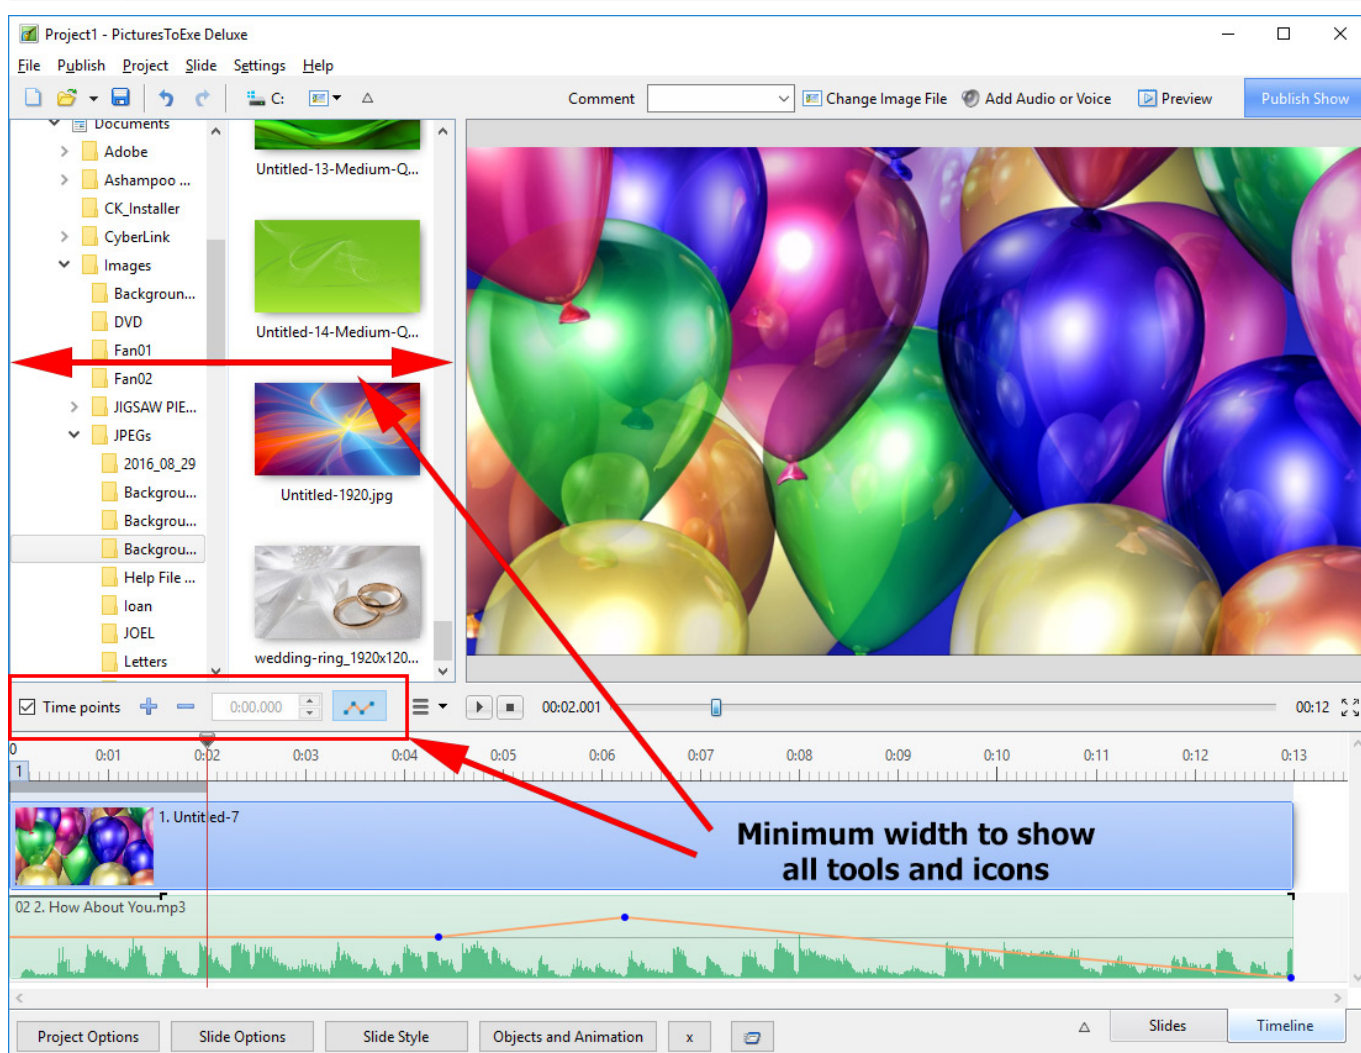 Project1 - PicturesToExe Deluxe
File Publish Project Slide Settings Help
C: Comment Change Image File Add Audio or Voice Preview Publish Show
Documents
Adobe
Ashampoo ...
CK_Installer
CyberLink
Images
Backgroun...
DVD
Fan01
Fan02
JIGSAW PIE...
JPEGs
2016_08_29
Backgrou...
Backgrou...
Backgrou...
Help File ...
Ioan
JOEL
Letters
Untitled-13-Medium-Q...
Untitled-14-Medium-Q...
Untitled-1920.jpg
wedding-ring_1920x120...
Time points 0:00.000 00:02.001 00:12
0 0:01 0:02 0:03 0:04 0:05 0:06 0:07 0:08 0:09 0:10 0:11 0:12 0:13
1
1. Untitled-7
Minimum width to show
all tools and icons
02 2. How About You.mp3
Project Options Slide Options Slide Style Objects and Animation x Slides Timeline